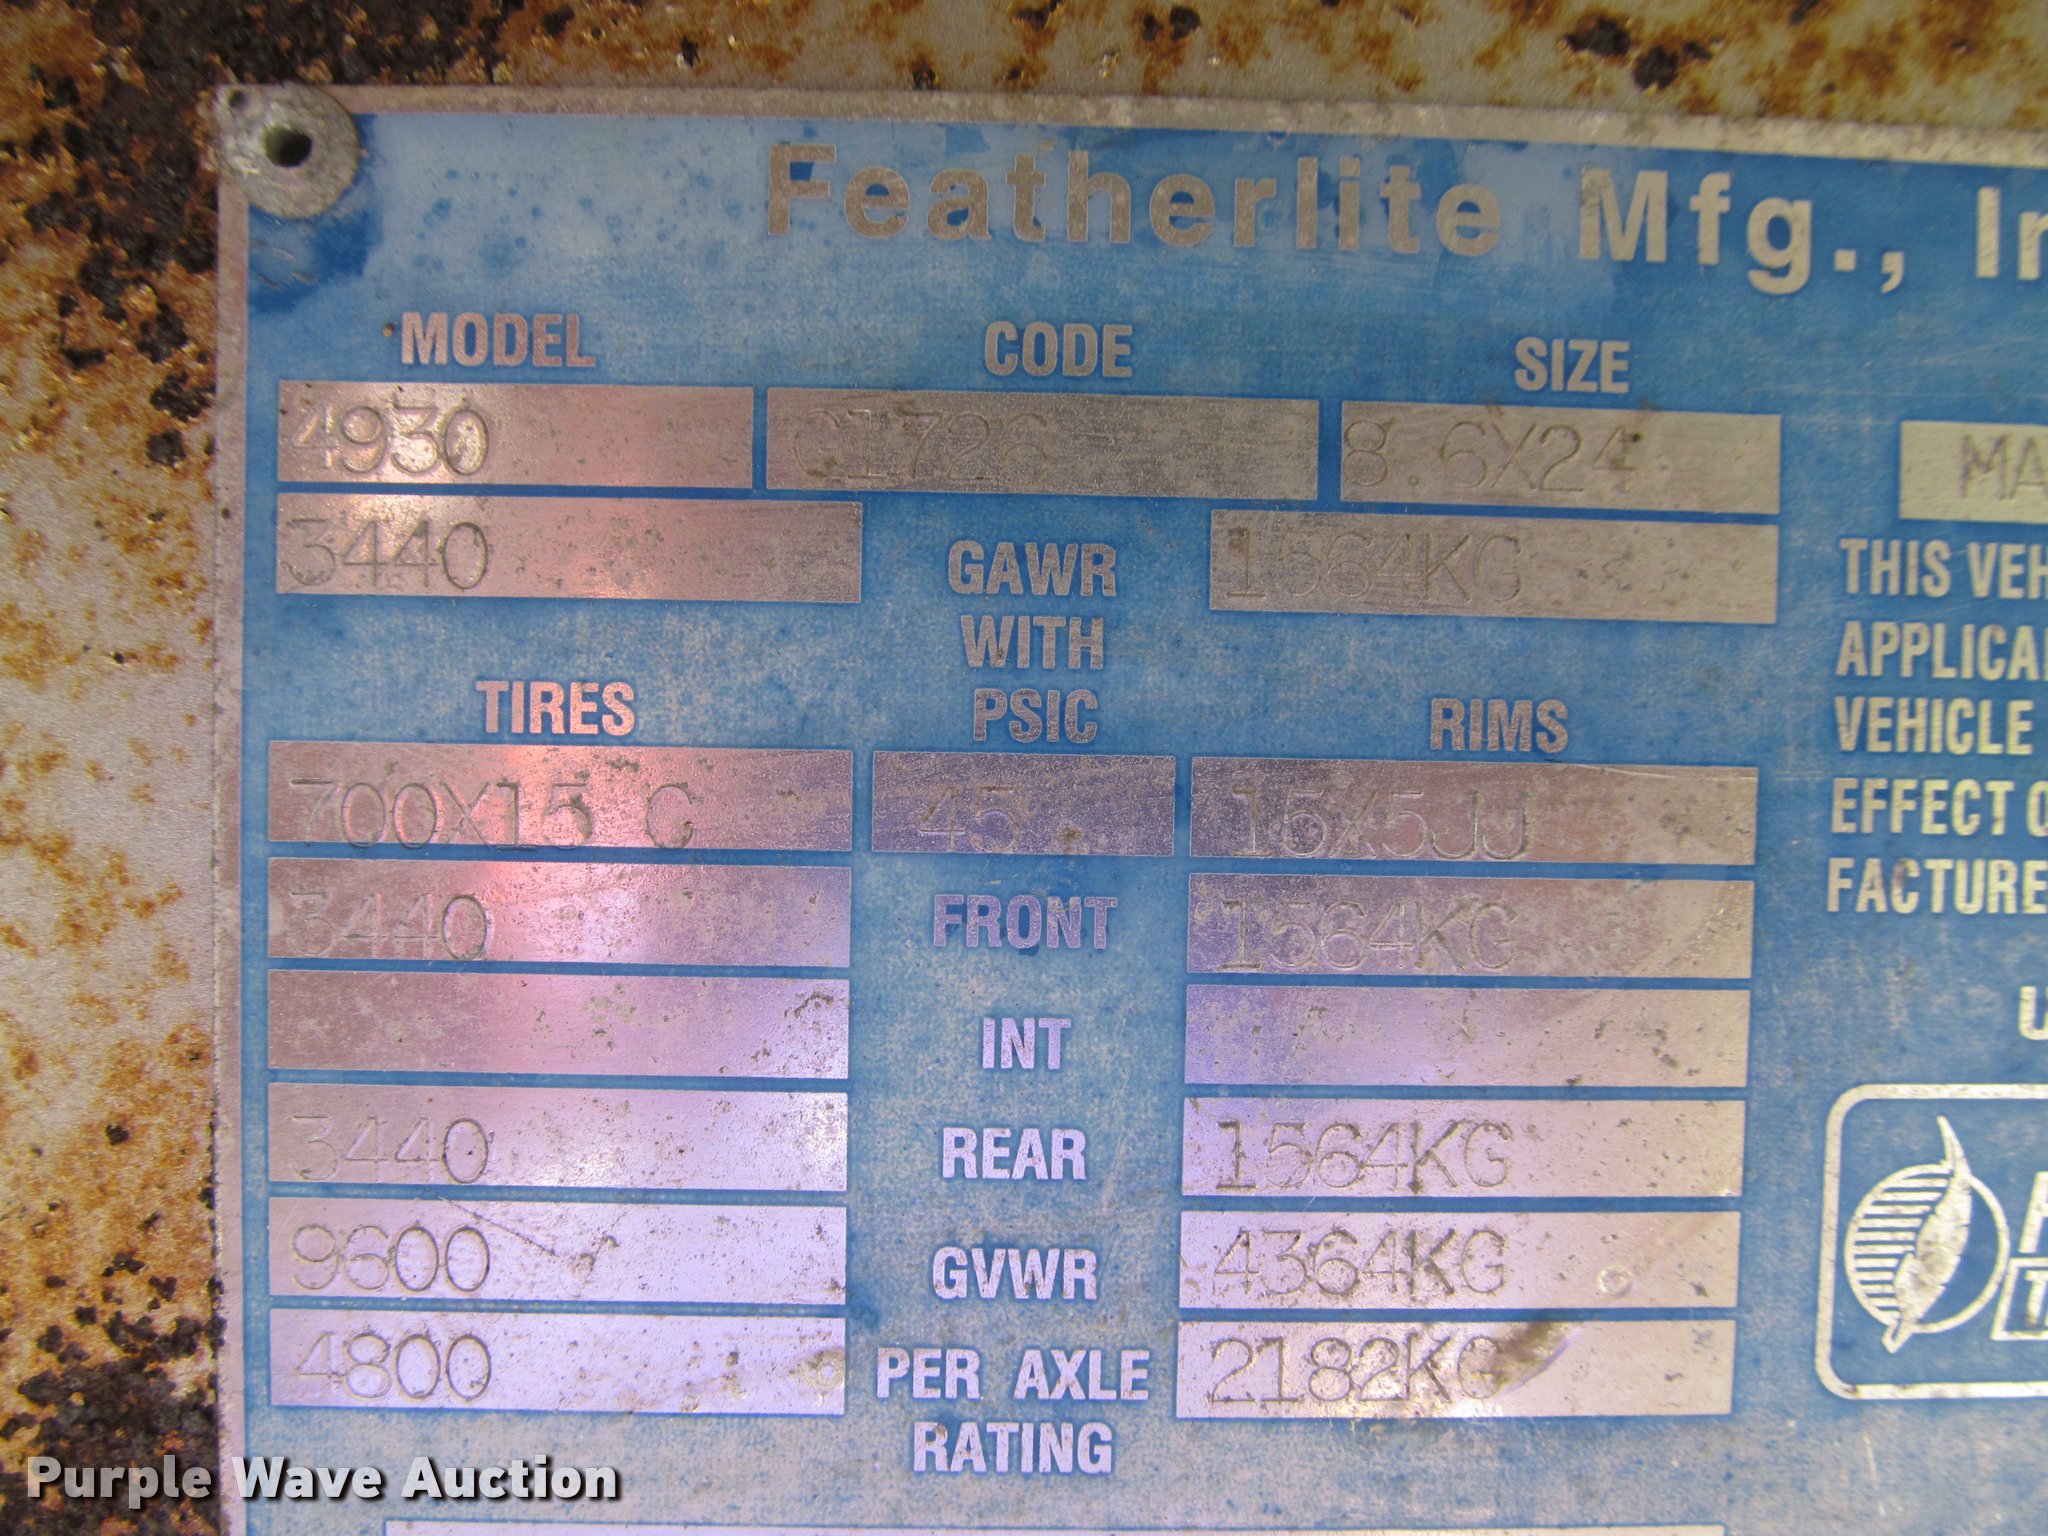 Featherlite Mfg., In
MODEL CODE SIZE
4930 C1726 8.6X24 MA
3440 GAWR 1564KG THIS VEH
WITH APPLICA
TIRES PSIC RIMS VEHICLE
700X15 C 45 15X5JJ EFFECT O
3440 FRONT 1564KG FACTURE
INT U
3440 REAR 1564KG
9600 GVWR 4364KG
4800 PER AXLE 2182KG
RATING
Purple Wave Auction